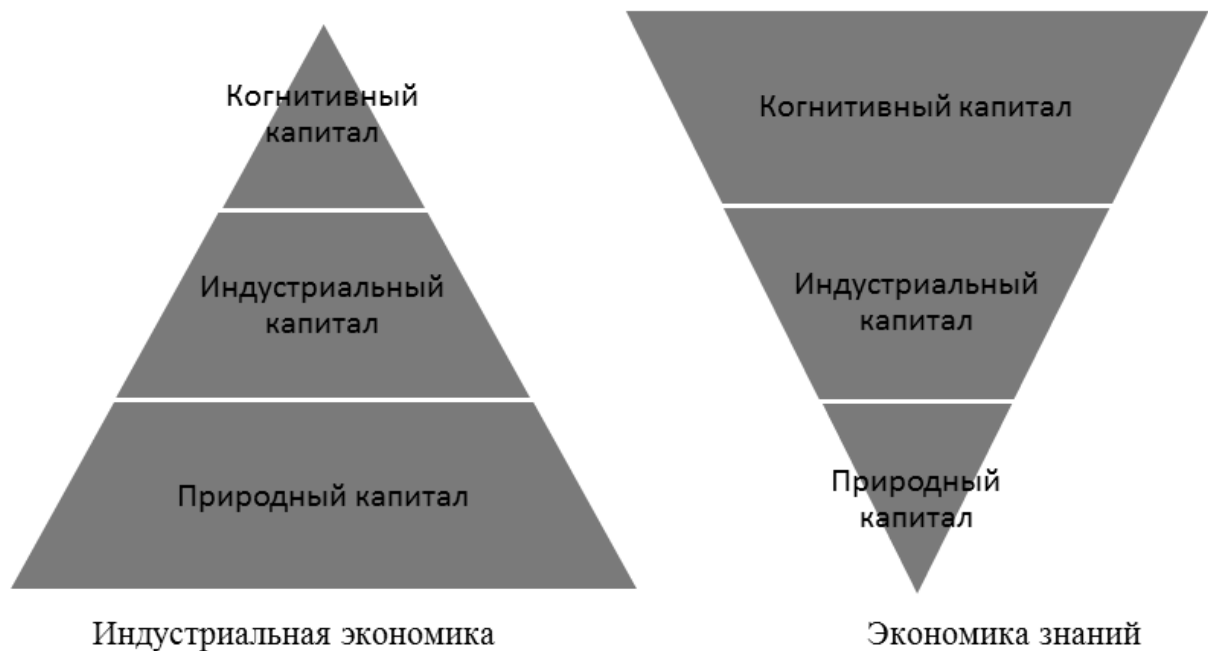 Когнитивный
капитал
Индустриальный
капитал
Природный капитал
Индустриальная экономика
Когнитивный капитал
Индустриальный
капитал
Природный
капитал
Экономика знаний